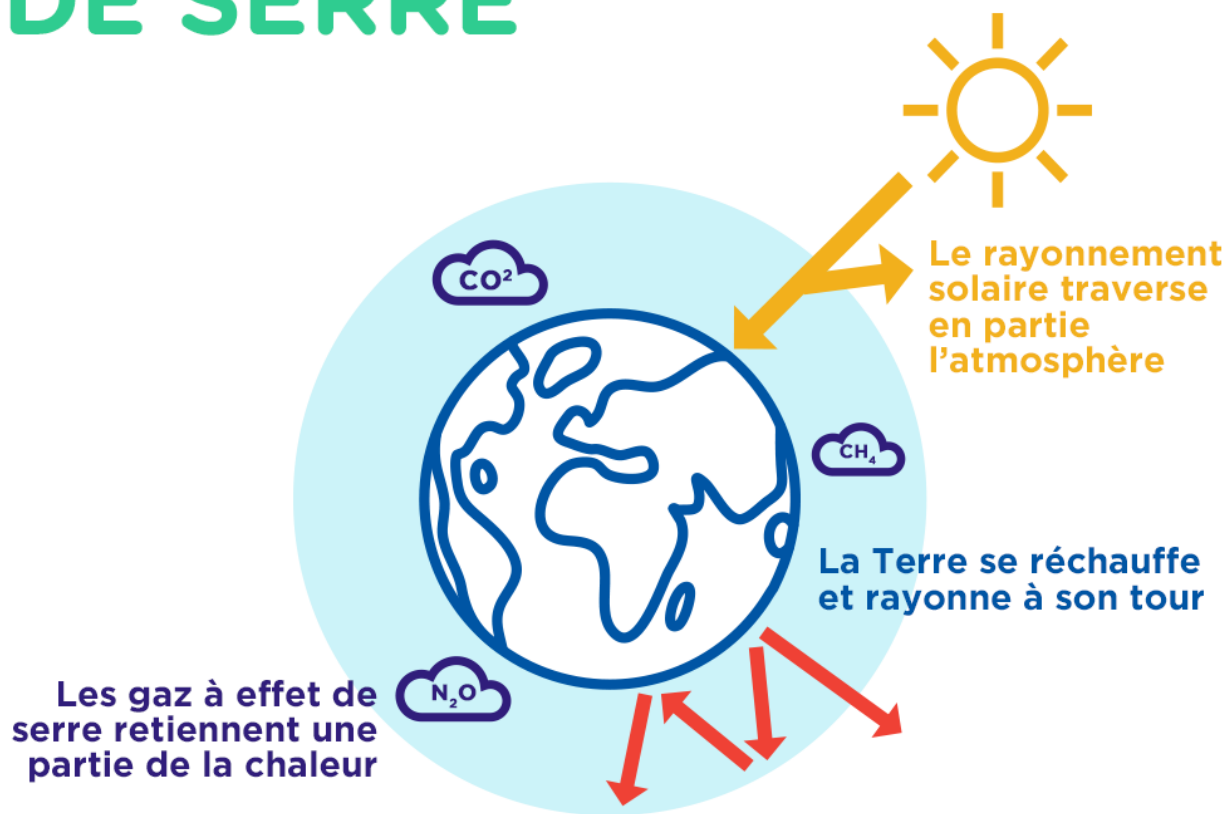 DE SERRE
Le rayonnement
solaire traverse
en partie
l’atmosphère
CO²
CH₄
La Terre se réchauffe
et rayonne à son tour
Les gaz à effet de
serre retiennent une
partie de la chaleur
N₂O